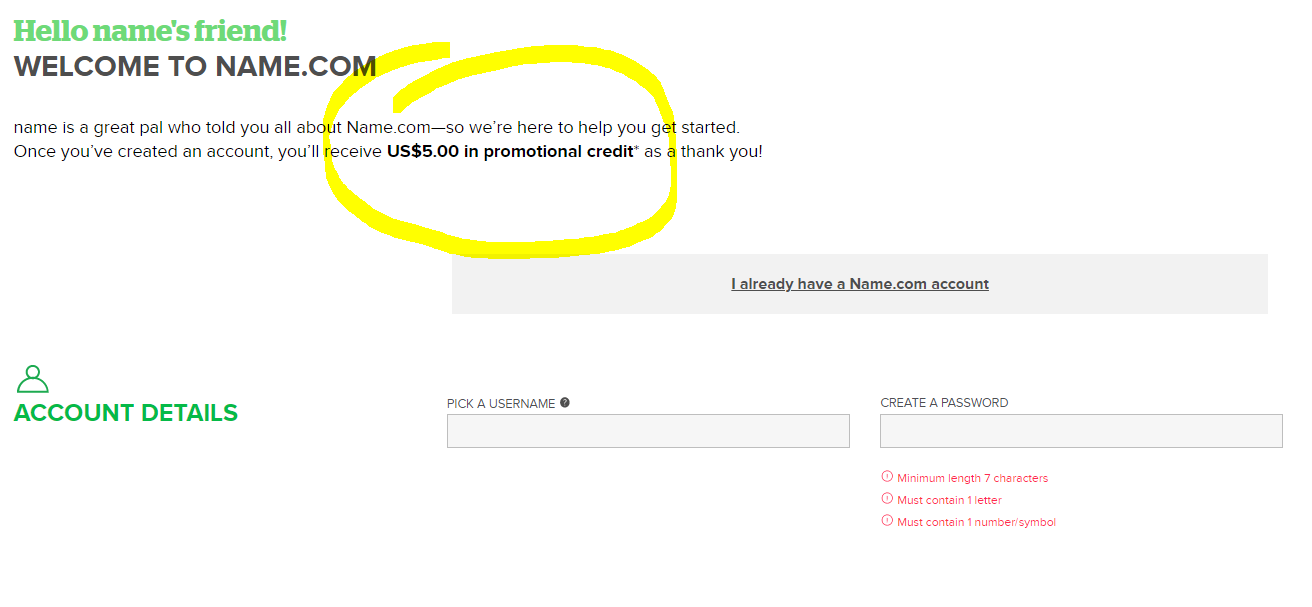 Hello name's friend!
WELCOME TO NAME.COM
name is a great pal who told you all about Name.com—so we’re here to help you get started.
Once you’ve created an account, you’ll receive US$5.00 in promotional credit* as a thank you!
I already have a Name.com account
ACCOUNT DETAILS
PICK A USERNAME ?
CREATE A PASSWORD
Minimum length 7 characters
Must contain 1 letter
Must contain 1 number/symbol